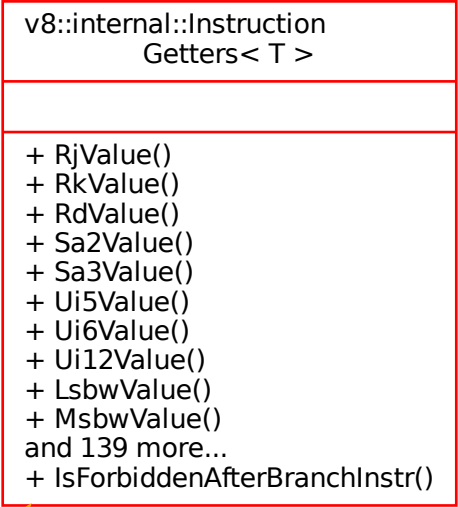 v8::internal::Instruction
Getters< T >
+ RjValue()
+ RkValue()
+ RdValue()
+ Sa2Value()
+ Sa3Value()
+ Ui5Value()
+ Ui6Value()
+ Ui12Value()
+ LsbwValue()
+ MsbwValue()
and 139 more...
+ IsForbiddenAfterBranchInstr()